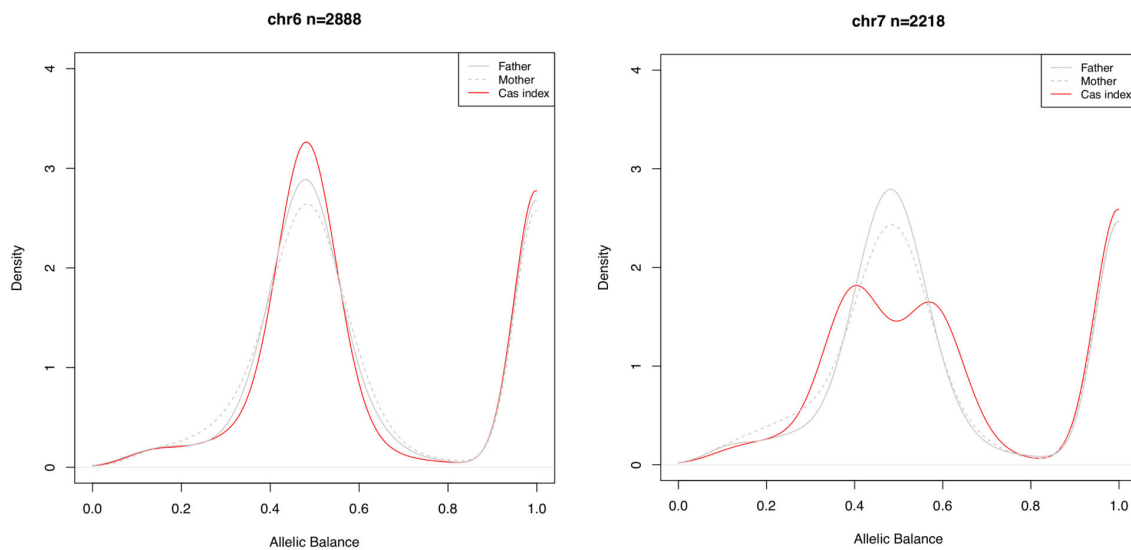 chr6 n=2888
4
3
2
1
0
Density
Father
Mother
Cas index
0.0 0.2 0.4 0.6 0.8 1.0
Allelic Balance
chr7 n=2218
4
3
2
1
0
Density
Father
Mother
Cas index
0.0 0.2 0.4 0.6 0.8 1.0
Allelic Balance